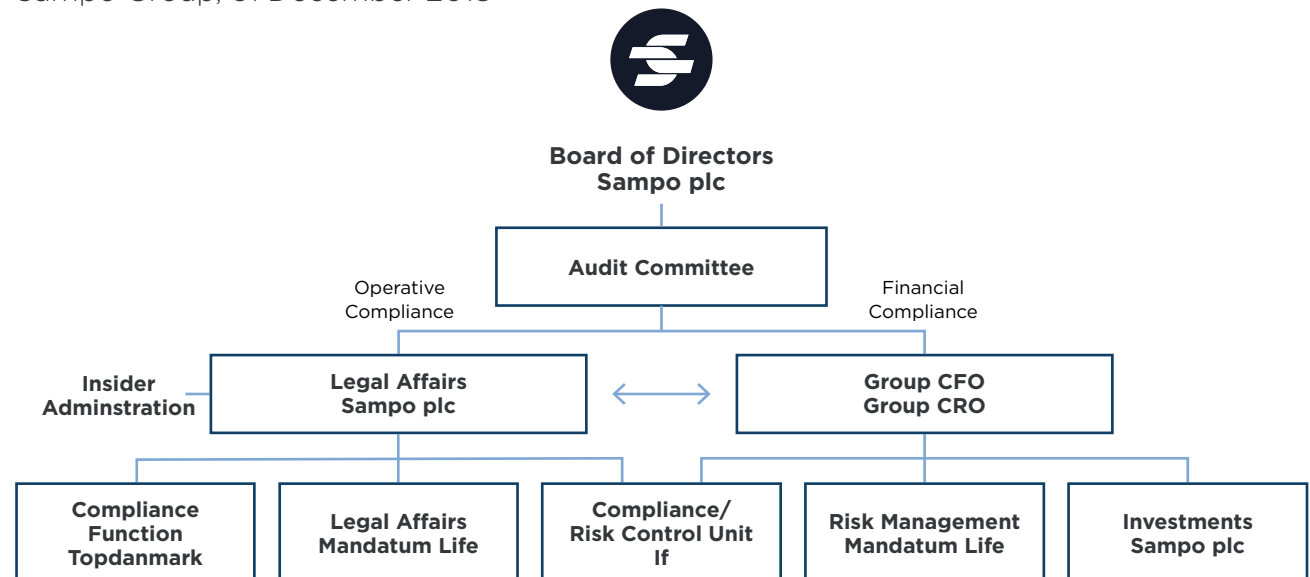 Board of Directors
Sampo plc
Audit Committee
Operative
Compliance
Financial
Compliance
Insider
Adminstration
Legal Affairs
Sampo plc
Group CFO
Group CRO
Compliance
Function
Topdanmark
Legal Affairs
Mandatum Life
Compliance/
Risk Control Unit
If
Risk Management
Mandatum Life
Investments
Sampo plc